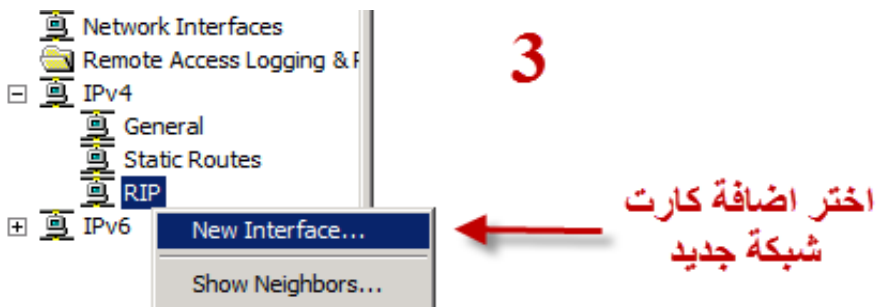 Network Interfaces
Remote Access Logging &
IPv4
General
Static Routes
RIP
IPv6
New Interface...
Show Neighbors...
3
اختر اضافة كارت
شبكة جديد